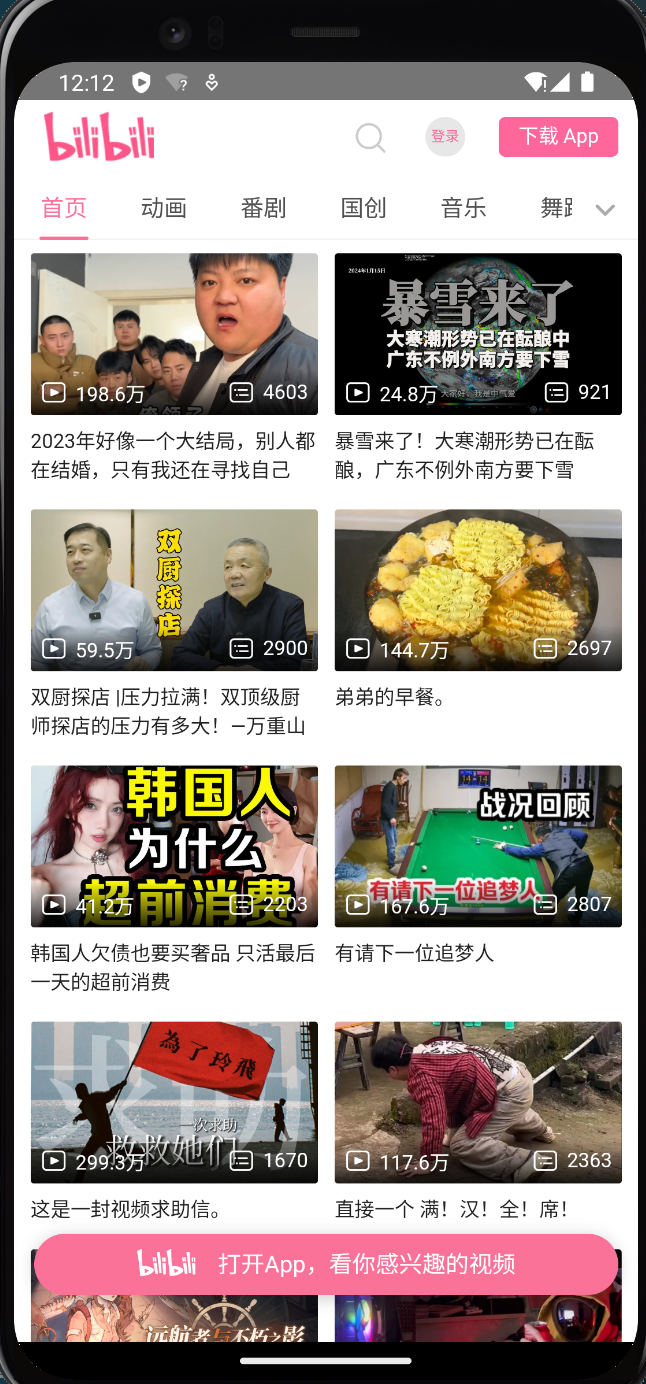 12:12
bilibili
登录
下载 App
首页
动画
番剧
国创
音乐
198.6万
4603
2023年好像一个大结局，别人都
在结婚，只有我还在寻找自己
2024年1月15日
暴雪来了
大寒潮形势已在酝酿中
广东不例外南方要下雪
大家好，我是中气爱
24.8万
921
暴雪来了！大寒潮形势已在酝
酿，广东不例外南方要下雪
双厨探店
59.5万
2900
双厨探店 |压力拉满！双顶级厨
师探店的压力有多大！—万重山
144.7万
2697
弟弟的早餐。
韩国人
为什么
超前消费
41.2万
2203
韩国人欠债也要买奢品 只活最后
一天的超前消费
14 14
战况回顾
有请下一位追梦人
167.6万
2807
有请下一位追梦人
為了玲飛
求助
一次求助
救救她们
299.3万
1670
这是一封视频求助信。
117.6万
2363
直接一个 满！汉！全！席！
bilibili 打开App，看你感兴趣的视频
远航者与不朽之影